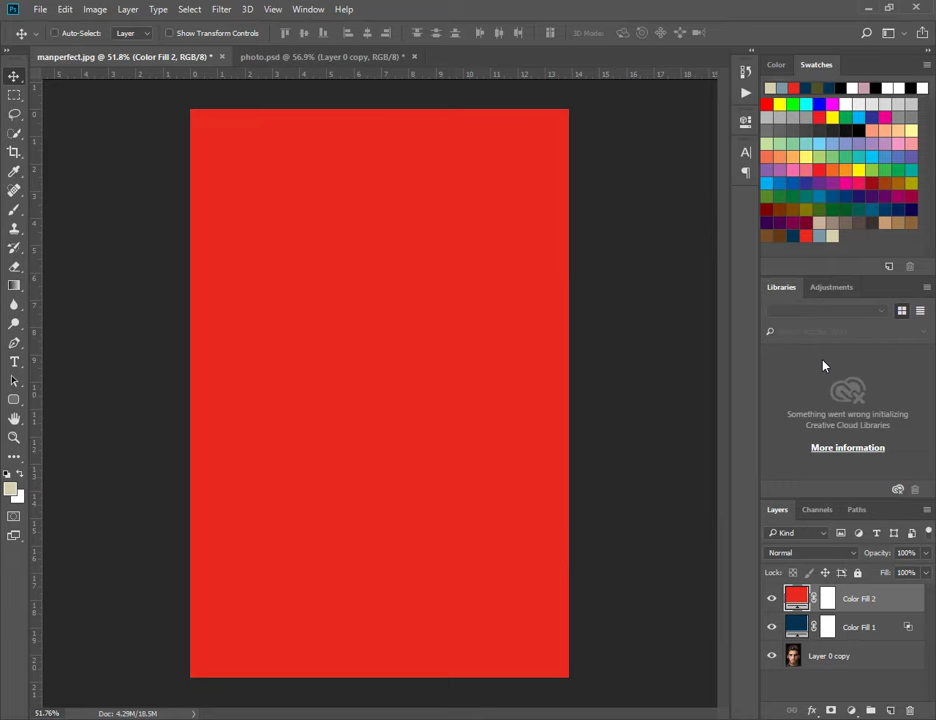 Ps File Edit Image Layer Type Select Filter 3D View Window Help
Auto-Select: Layer Show Transform Controls 3D Mode:
manperfect.jpg @ 51.8% (Color Fill 2, RGB/8) * × photo.psd @ 56.9% (Layer 0 copy, RGB/8) * ×
Color Swatches
Libraries Adjustments
Something went wrong initializing
Creative Cloud Libraries
More information
Layers Channels Paths
Kind
Normal Opacity: 100%
Lock: Fill: 100%
Color Fill 2
Color Fill 1
Layer 0 copy
51.76% Doc: 4.29M/18.5M